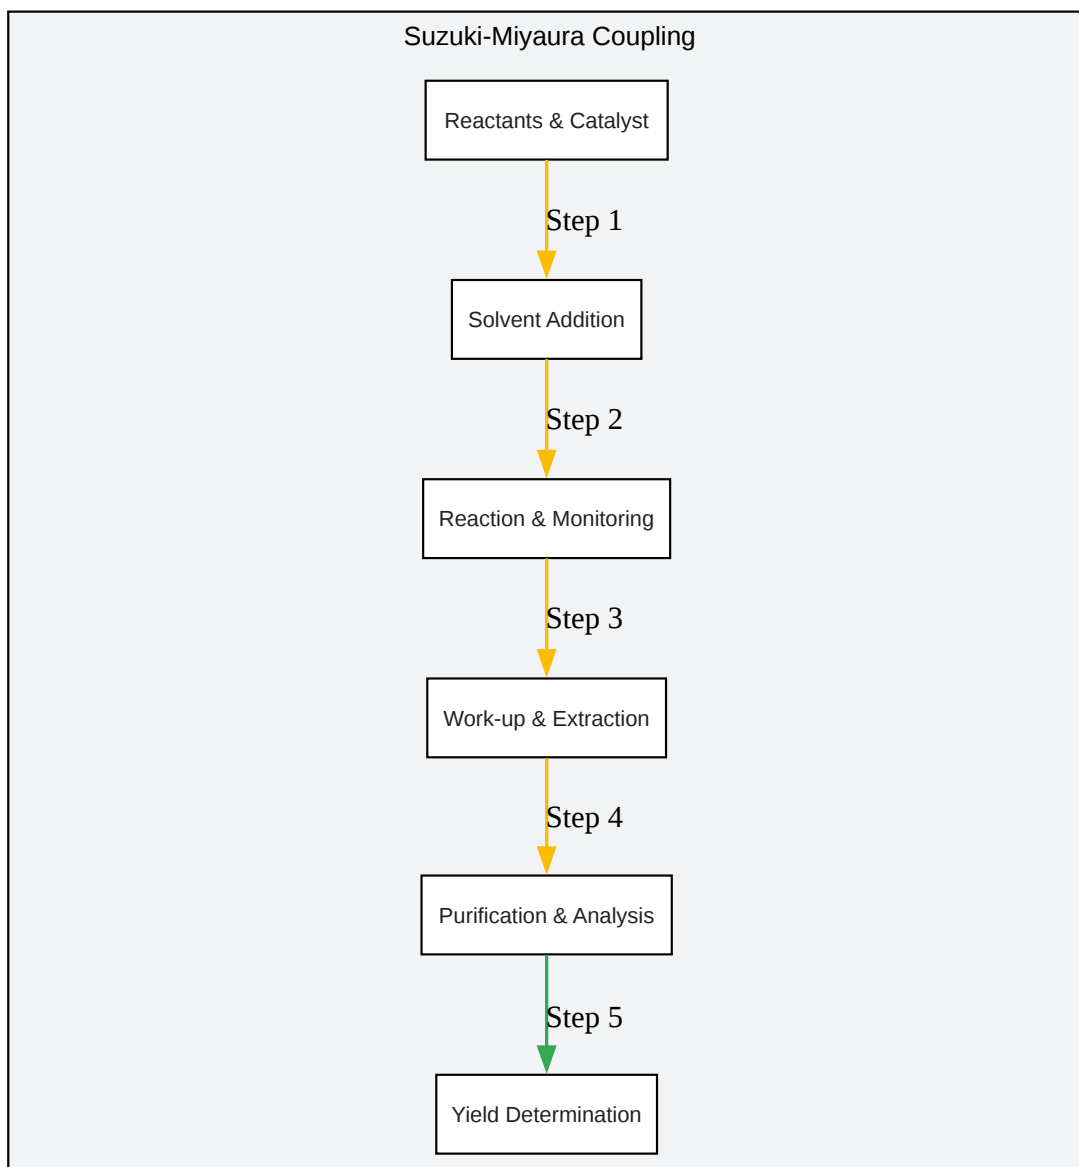 Suzuki-Miyaura Coupling
Reactants & Catalyst
Step 1
Solvent Addition
Step 2
Reaction & Monitoring
Step 3
Work-up & Extraction
Step 4
Purification & Analysis
Step 5
Yield Determination